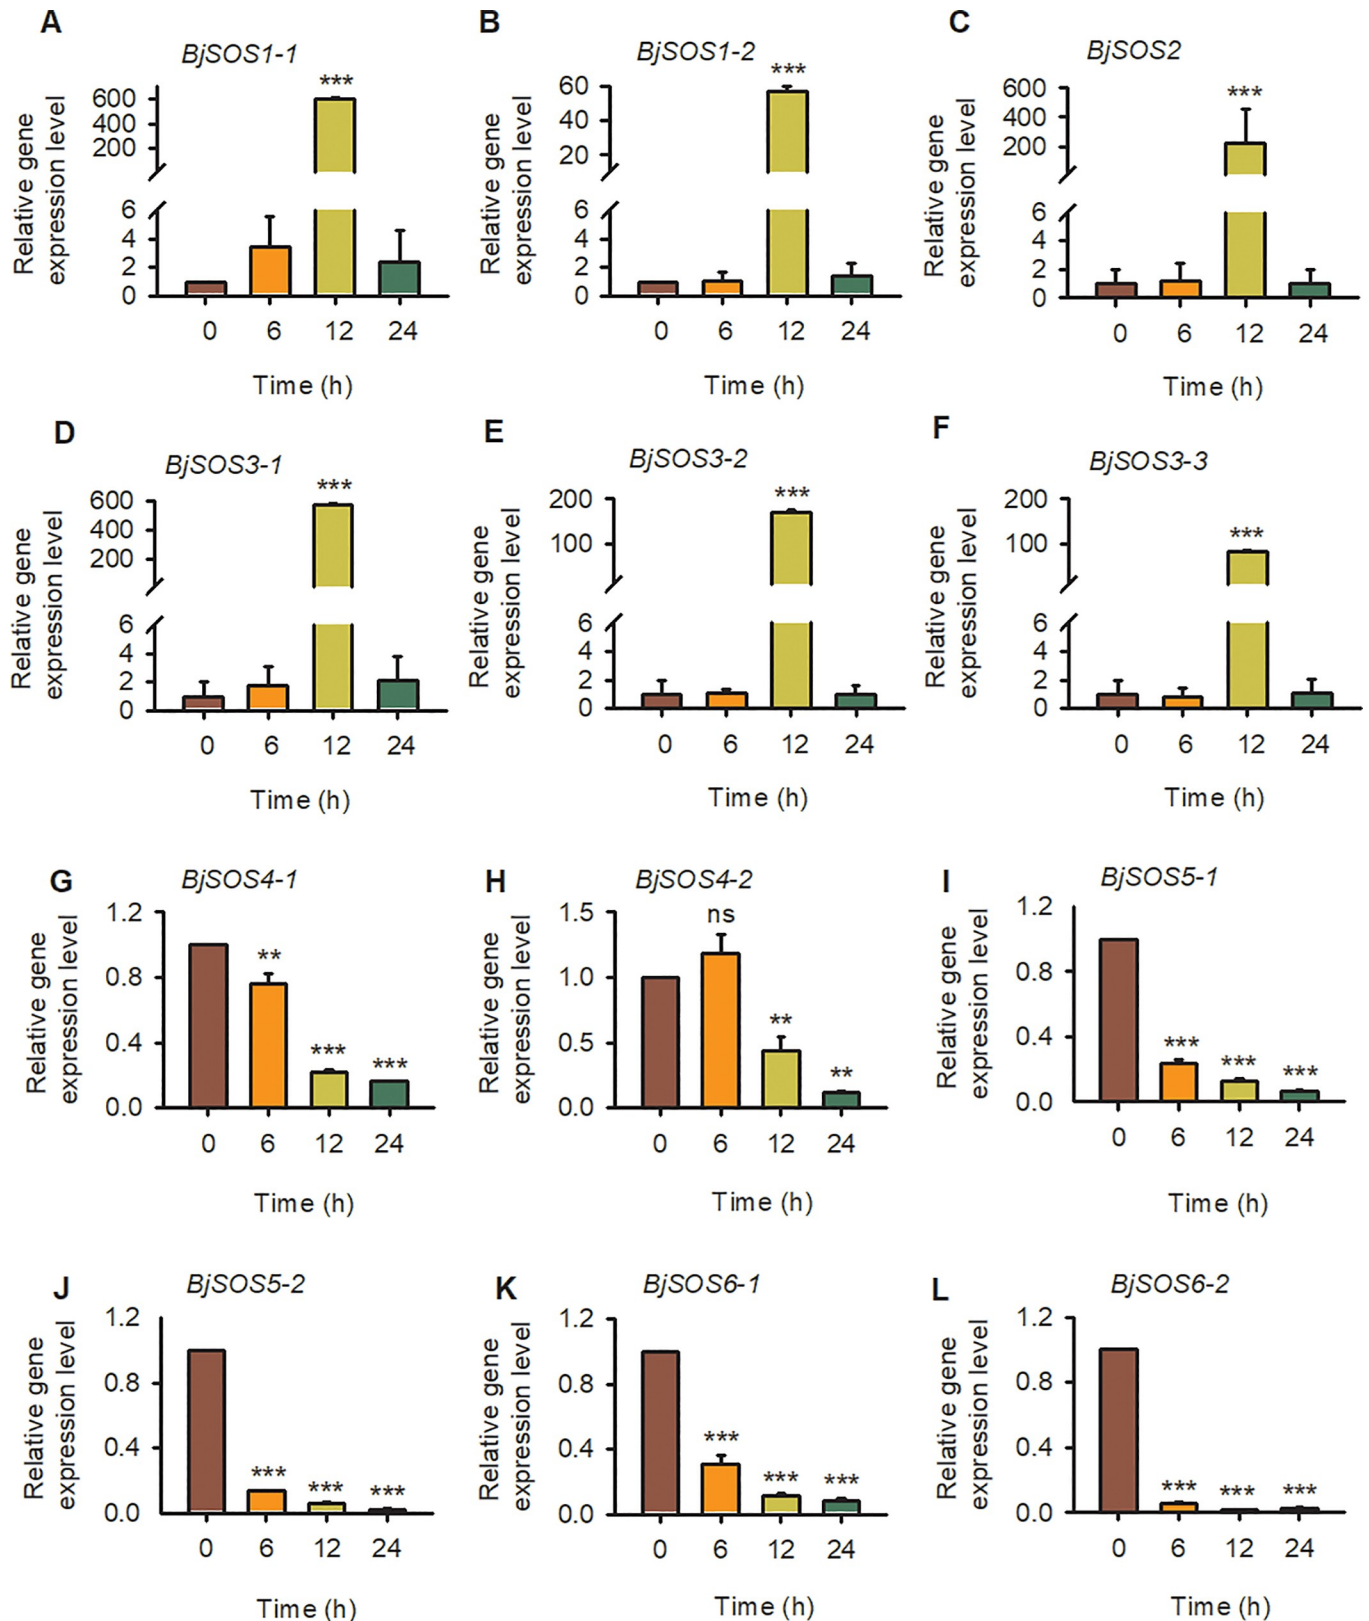 A
BjSOS1-1
Relative gene
expression level
600
400
200
6
4
2
0
***
0 6 12 24
Time (h)
B
BjSOS1-2
Relative gene
expression level
60
40
20
6
4
2
0
***
0 6 12 24
Time (h)
C
BjSOS2
Relative gene
expression level
600
400
200
6
4
2
0
***
0 6 12 24
Time (h)
D
BjSOS3-1
Relative gene
expression level
600
400
200
6
4
2
0
***
0 6 12 24
Time (h)
E
BjSOS3-2
Relative gene
expression level
200
100
6
4
2
0
***
0 6 12 24
Time (h)
F
BjSOS3-3
Relative gene
expression level
200
100
6
4
2
0
***
0 6 12 24
Time (h)
G
BjSOS4-1
Relative gene
expression level
1.2
0.8
0.4
0.0
** *** ***
0 6 12 24
Time (h)
H
BjSOS4-2
Relative gene
expression level
1.5
1.0
0.5
0.0
ns ** **
0 6 12 24
Time (h)
I
BjSOS5-1
Relative gene
expression level
1.2
0.8
0.4
0.0
*** *** ***
0 6 12 24
Time (h)
J
BjSOS5-2
Relative gene
expression level
1.2
0.8
0.4
0.0
*** *** ***
0 6 12 24
Time (h)
K
BjSOS6-1
Relative gene
expression level
1.2
0.8
0.4
0.0
*** *** ***
0 6 12 24
Time (h)
L
BjSOS6-2
Relative gene
expression level
1.2
0.8
0.4
0.0
*** *** ***
0 6 12 24
Time (h)